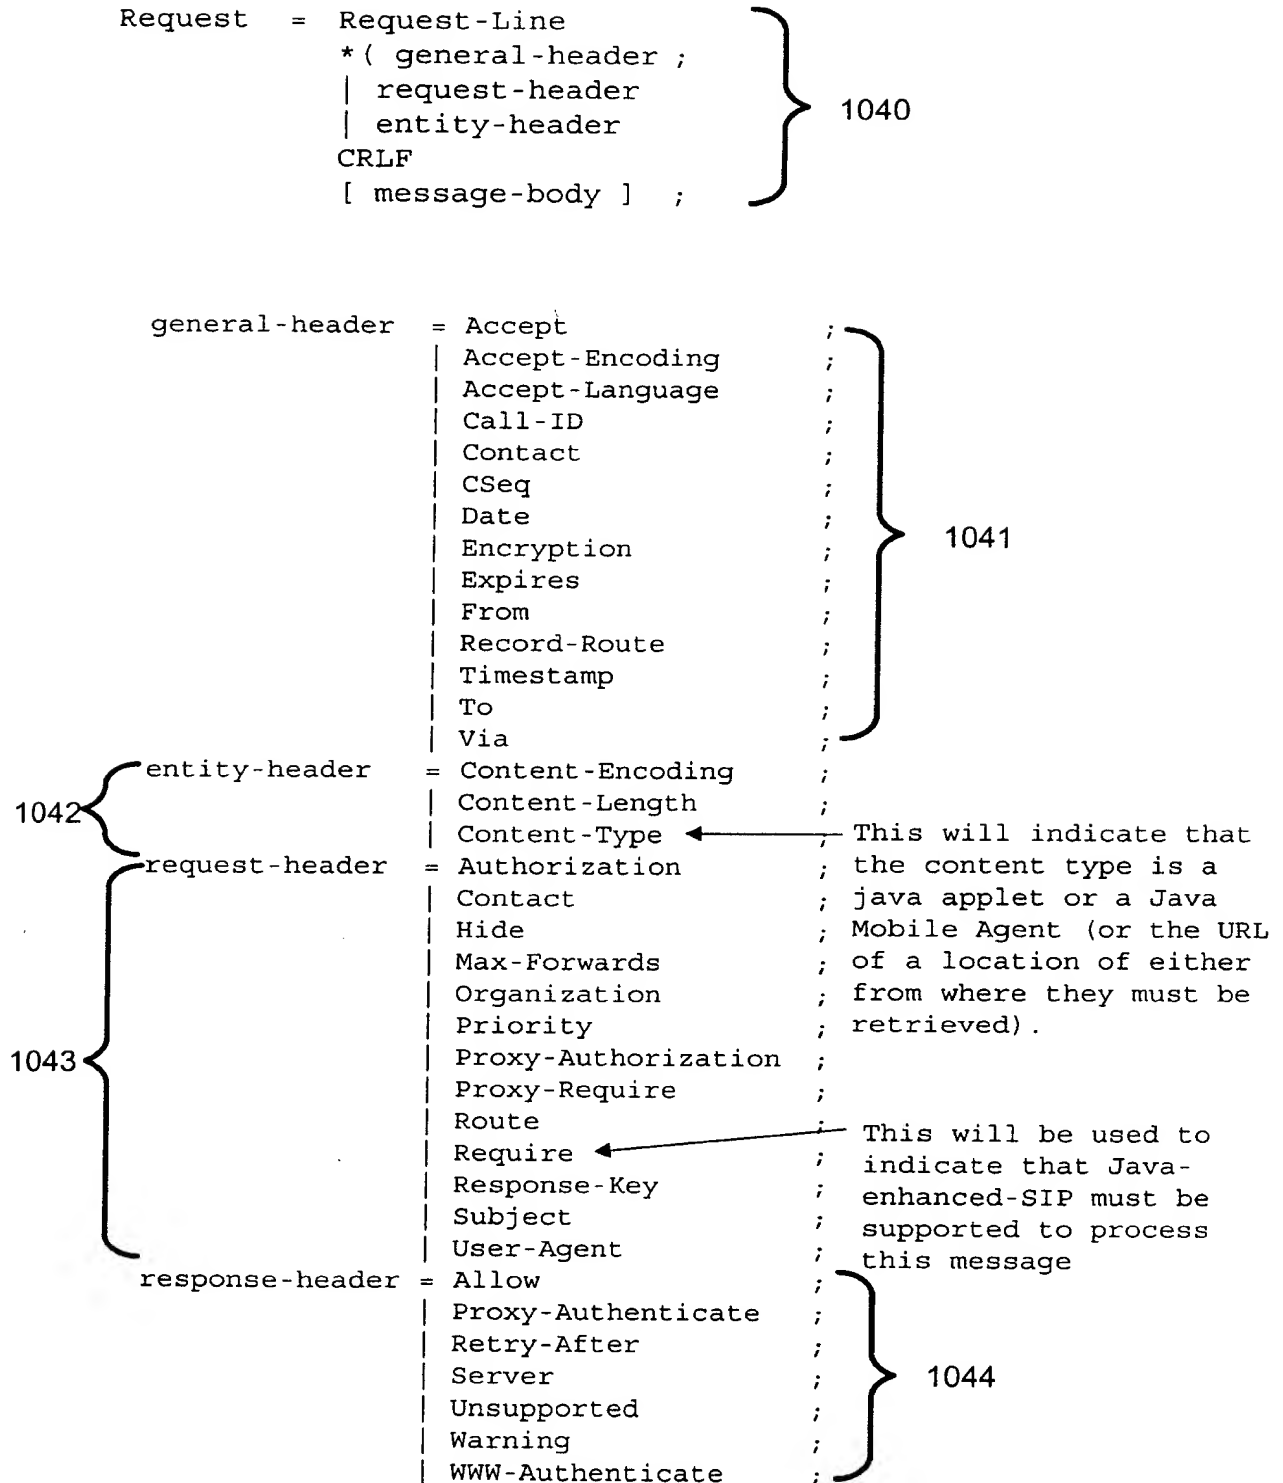 Request = Request-Line
*( general-header ;
| request-header
| entity-header
CRLF
[ message-body ] ;
1040
general-header = Accept ;
| Accept-Encoding ;
| Accept-Language ;
| Call-ID ;
| Contact ;
| CSeq ;
| Date ;
| Encryption ;
| Expires ;
| From ;
| Record-Route ;
| Timestamp ;
| To ;
| Via ;
1041
entity-header = Content-Encoding ;
| Content-Length ;
| Content-Type ;
1042
This will indicate that
the content type is a
java applet or a Java
Mobile Agent (or the URL
of a location of either
from where they must be
retrieved).
request-header = Authorization ;
| Contact ;
| Hide ;
| Max-Forwards ;
| Organization ;
| Priority ;
| Proxy-Authorization ;
| Proxy-Require ;
| Route ;
| Require ;
| Response-Key ;
| Subject ;
| User-Agent ;
1043
This will be used to
indicate that Java-
enhanced-SIP must be
supported to process
this message
response-header = Allow ;
| Proxy-Authenticate ;
| Retry-After ;
| Server ;
| Unsupported ;
| Warning ;
| WWW-Authenticate ;
1044